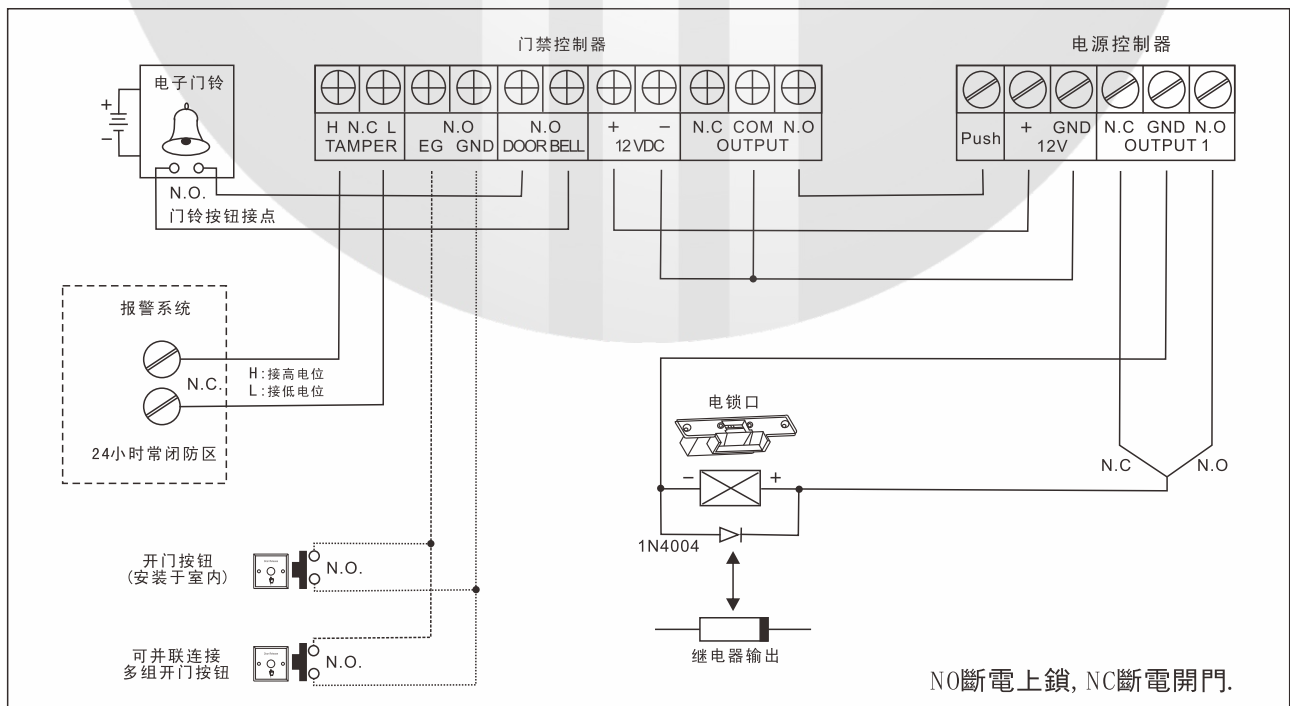 门禁控制器
电源控制器
电子门铃
+
−
H N.C L
TAMPER
N.O
EG GND
N.O
DOOR BELL
+ −
12VDC
N.C COM N.O
OUTPUT
Push
+ GND
12V
N.C GND N.O
OUTPUT 1
N.O.
门铃按钮接点
报警系统
N.C.
H:接高电位
L:接低电位
24小时常闭防区
电锁口
− +
1N4004
N.C
N.O
开门按钮
(安装于室内)
N.O.
可并联连接
多组开门按钮
N.O.
继电器输出
NO斷電上鎖, NC斷電開門.